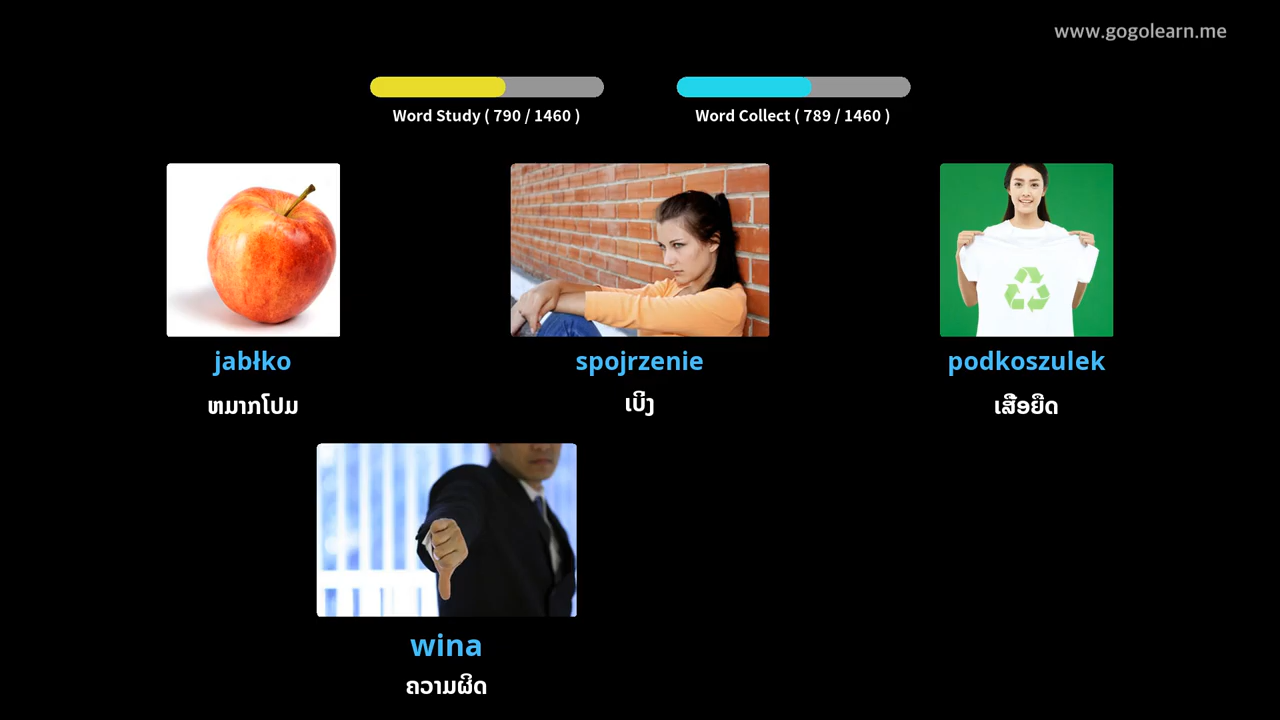 www.gogolearn.me
Word Study ( 790 / 1460 )
Word Collect ( 789 / 1460 )
jabłko
spojrzenie
podkoszulek
ຫມາກໂປມ
ເບິ່ງ
ເສື້ອຍືດ
wina
ຄວາມຜິດ